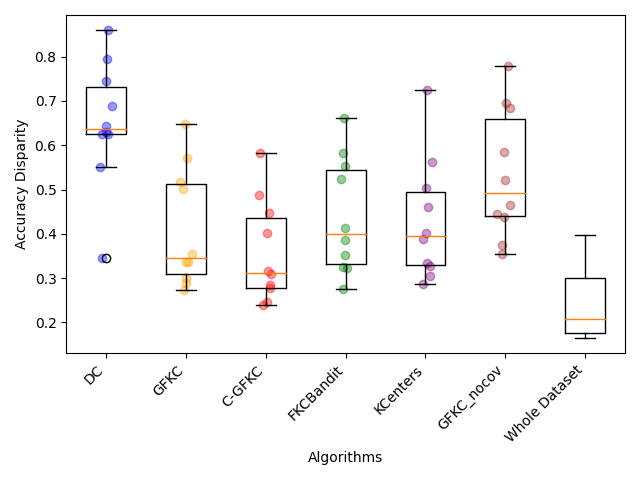 Accuracy Disparity
0.8
0.7
0.6
0.5
0.4
0.3
0.2
DC
GFKC
C-GFKC
FKCBandit
KCenters
GFKC_nocov
Whole Dataset
Algorithms